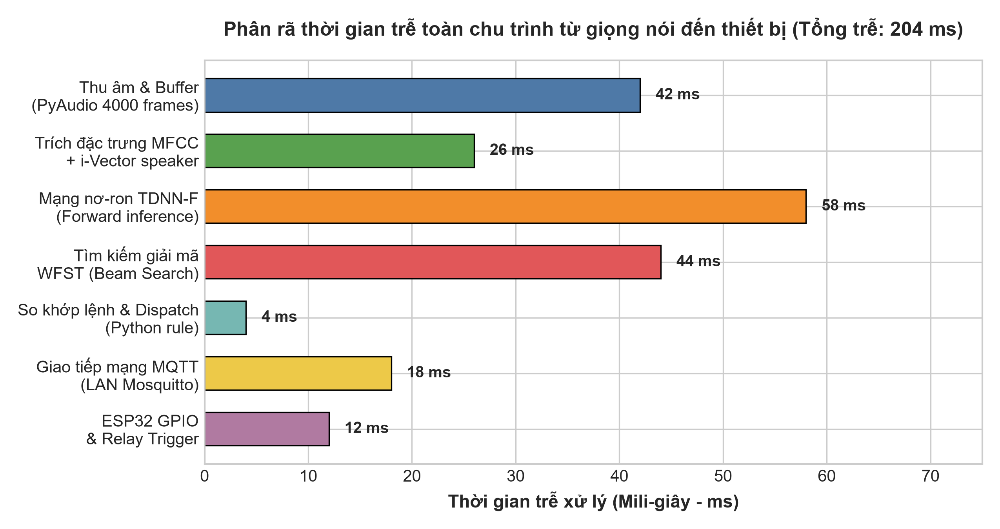 Phân rã thời gian trễ toàn chu trình từ giọng nói đến thiết bị (Tổng trễ: 204 ms)
Thu âm & Buffer
(PyAudio 4000 frames)
42 ms
Trích đặc trưng MFCC
+ i-Vector speaker
26 ms
Mạng nơ-ron TDNN-F
(Forward inference)
58 ms
Tìm kiếm giải mã
WFST (Beam Search)
44 ms
So khớp lệnh & Dispatch
(Python rule)
4 ms
Giao tiếp mạng MQTT
(LAN Mosquitto)
18 ms
ESP32 GPIO
& Relay Trigger
12 ms
0 10 20 30 40 50 60 70
Thời gian trễ xử lý (Mili-giây - ms)